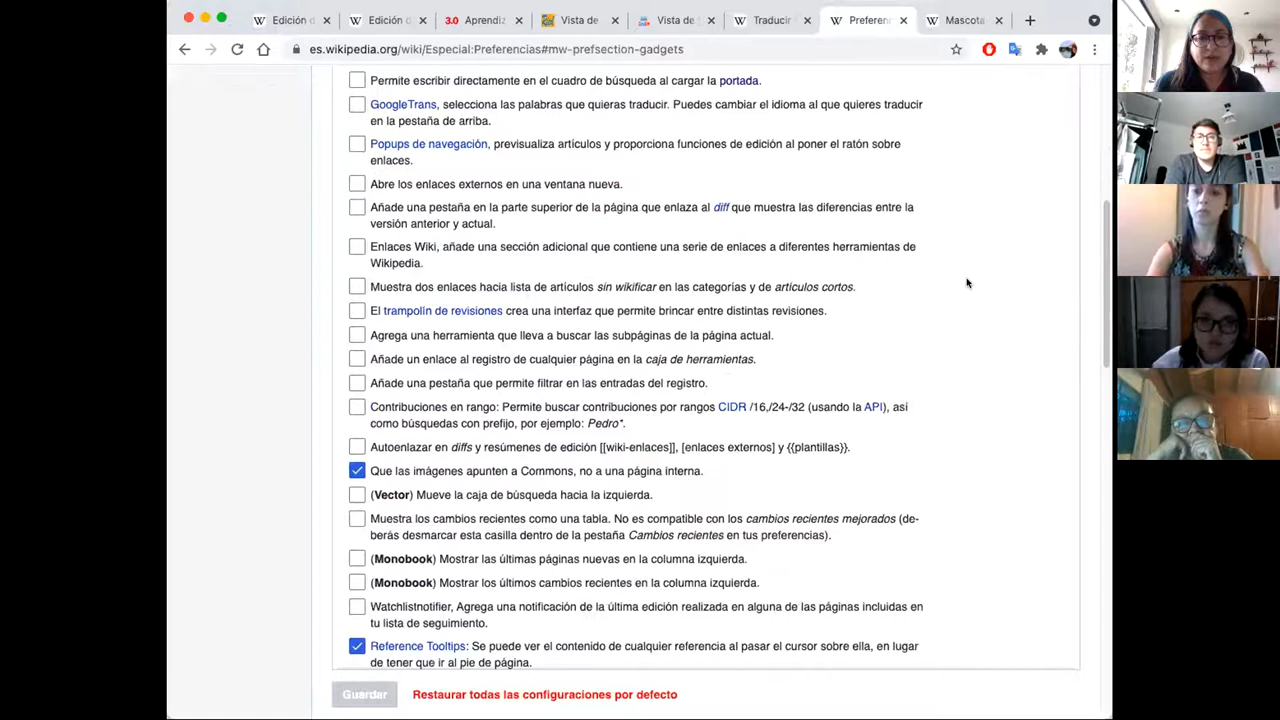 Edición d
Edición d
3.0 Aprendiz
Vista de
Vista de
Traducir
Preferen
Mascota
es.wikipedia.org/wiki/Especial:Preferencias#mw-prefsection-gadgets
Permite escribir directamente en el cuadro de búsqueda al cargar la portada.
GoogleTrans, selecciona las palabras que quieras traducir. Puedes cambiar el idioma al que quieres traducir
en la pestaña de arriba.
Popups de navegación, previsualiza artículos y proporciona funciones de edición al poner el ratón sobre
enlaces.
Abre los enlaces externos en una ventana nueva.
Añade una pestaña en la parte superior de la página que enlaza al diff que muestra las diferencias entre la
versión anterior y actual.
Enlaces Wiki, añade una sección adicional que contiene una serie de enlaces a diferentes herramientas de
Wikipedia.
Muestra dos enlaces hacia lista de artículos sin wikificar en las categorías y de artículos cortos.
El trampolín de revisiones crea una interfaz que permite brincar entre distintas revisiones.
Agrega una herramienta que lleva a buscar las subpáginas de la página actual.
Añade un enlace al registro de cualquier página en la caja de herramientas.
Añade una pestaña que permite filtrar en las entradas del registro.
Contribuciones en rango: Permite buscar contribuciones por rangos CIDR /16,/24-/32 (usando la API), así
como búsquedas con prefijo, por ejemplo: Pedro*.
Autoenlazar en diffs y resúmenes de edición [[wiki-enlaces]], [enlaces externos] y {{plantillas}}.
Que las imágenes apunten a Commons, no a una página interna.
(Vector) Mueve la caja de búsqueda hacia la izquierda.
Muestra los cambios recientes como una tabla. No es compatible con los cambios recientes mejorados (de-
berás desmarcar esta casilla dentro de la pestaña Cambios recientes en tus preferencias).
(Monobook) Mostrar las últimas páginas nuevas en la columna izquierda.
(Monobook) Mostrar los últimos cambios recientes en la columna izquierda.
Watchlistnotifier, Agrega una notificación de la última edición realizada en alguna de las páginas incluidas en
tu lista de seguimiento.
Reference Tooltips: Se puede ver el contenido de cualquier referencia al pasar el cursor sobre ella, en lugar
de tener que ir al pie de página.
Guardar
Restaurar todas las configuraciones por defecto